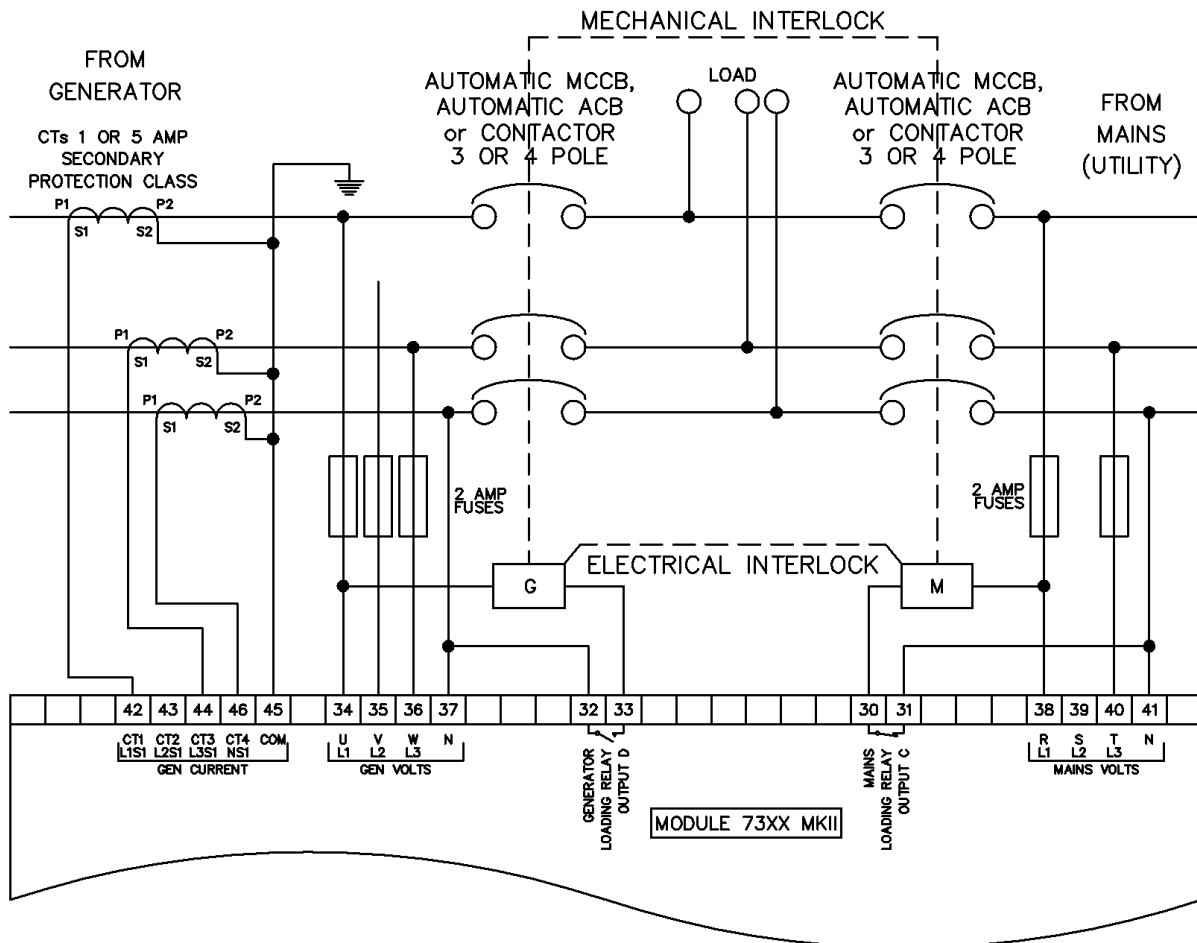 MECHANICAL INTERLOCK
FROM
GENERATOR
CTs 1 OR 5 AMP
SECONDARY
PROTECTION CLASS
AUTOMATIC MCCB,
AUTOMATIC ACB
or CONTACTOR
3 OR 4 POLE
LOAD
AUTOMATIC MCCB,
AUTOMATIC ACB
or CONTACTOR
3 OR 4 POLE
FROM
MAINS
(UTILITY)
P1 P2
S1 S2
P1 P2
S1 S2
P1 P2
S1 S2
2 AMP
FUSES
2 AMP
FUSES
ELECTRICAL INTERLOCK
G
M
42 43 44 46 45 34 35 36 37 32 33 30 31 38 39 40 41
CT1 CT2 CT3 CT4 COM
L1S1 L2S1 L3S1 NS1
GEN CURRENT
U V W N
L1 L2 L3
GEN VOLTS
GENERATOR
LOADING RELAY
OUTPUT D
MAINS
LOADING RELAY
OUTPUT C
R S T N
L1 L2 L3
MAINS VOLTS
MODULE 73XX MKII